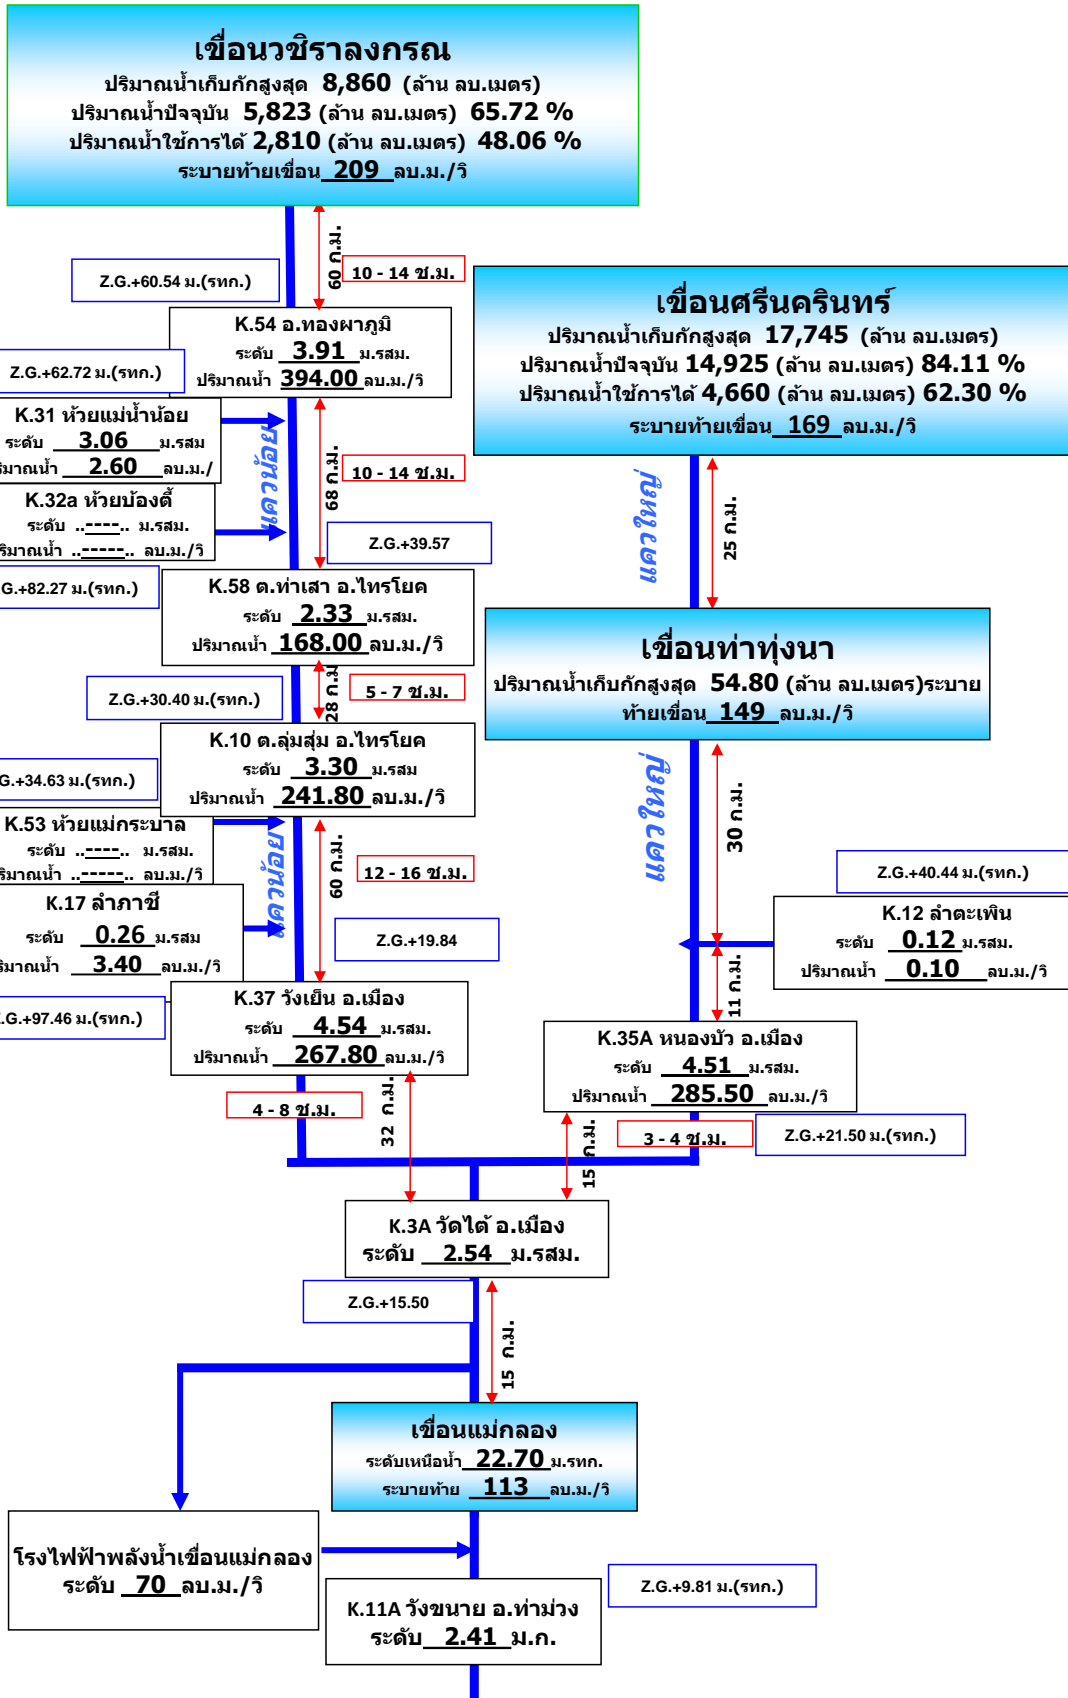 เขื่อนวชิราลงกรณ
ปริมาณน้ำเก็บกักสูงสุด 8,860 (ล้าน ลบ.เมตร)
ปริมาณน้ำปัจจุบัน 5,823 (ล้าน ลบ.เมตร) 65.72 %
ปริมาณน้ำใช้การได้ 2,810 (ล้าน ลบ.เมตร) 48.06 %
ระบายท้ายเขื่อน 209 ลบ.ม./วิ
60 ก.ม.
10 - 14 ช.ม.
Z.G.+60.54 ม.(รทก.)
K.54 อ.ทองผาภูมิ
ระดับ 3.91 ม.รสม.
ปริมาณน้ำ 394.00 ลบ.ม./วิ
Z.G.+62.72 ม.(รทก.)
K.31 ห้วยแม่น้ำน้อย
ระดับ 3.06 ม.รสม
ริมาณน้ำ 2.60 ลบ.ม./
K.32a ห้วยบ้องตี้
ระดับ ..----.. ม.รสม.
ริมาณน้ำ ..-----.. ลบ.ม./วิ
G.+82.27 ม.(รทก.)
แควน้อย
68 ก.ม.
10 - 14 ช.ม.
Z.G.+39.57
K.58 ต.ท่าเสา อ.ไทรโยค
ระดับ 2.33 ม.รสม.
ปริมาณน้ำ 168.00 ลบ.ม./วิ
28 ก.ม
5 - 7 ช.ม.
Z.G.+30.40 ม.(รทก.)
K.10 ต.ลุ่มสุ่ม อ.ไทรโยค
ระดับ 3.30 ม.รสม
ปริมาณน้ำ 241.80 ลบ.ม./วิ
G.+34.63 ม.(รทก.)
K.53 ห้วยแม่กระบาล
ระดับ ..----.. ม.รสม.
ริมาณน้ำ ..-----.. ลบ.ม./วิ
K.17 ลำภาชี
ระดับ 0.26 ม.รสม
ริมาณน้ำ 3.40 ลบ.ม./วิ
Z.G.+97.46 ม.(รทก.)
แควน้อย
60 ก.ม.
12 - 16 ช.ม.
Z.G.+19.84
K.37 วังเย็น อ.เมือง
ระดับ 4.54 ม.รสม.
ปริมาณน้ำ 267.80 ลบ.ม./วิ
4 - 8 ช.ม.
32 ก.ม.
เขื่อนศรีนครินทร์
ปริมาณน้ำเก็บกักสูงสุด 17,745 (ล้าน ลบ.เมตร)
ปริมาณน้ำปัจจุบัน 14,925 (ล้าน ลบ.เมตร) 84.11 %
ปริมาณน้ำใช้การได้ 4,660 (ล้าน ลบ.เมตร) 62.30 %
ระบายท้ายเขื่อน 169 ลบ.ม./วิ
แควใหญ่
25 ก.ม.
เขื่อนท่าทุ่งนา
ปริมาณน้ำเก็บกักสูงสุด 54.80 (ล้าน ลบ.เมตร)ระบาย
ท้ายเขื่อน 149 ลบ.ม./วิ
แควใหญ่
30 ก.ม.
Z.G.+40.44 ม.(รทก.)
K.12 ลำตะเพิน
ระดับ 0.12 ม.รสม.
ปริมาณน้ำ 0.10 ลบ.ม./วิ
11 ก.ม.
K.35A หนองบัว อ.เมือง
ระดับ 4.51 ม.รสม.
ปริมาณน้ำ 285.50 ลบ.ม./วิ
15 ก.ม.
3 - 4 ช.ม.
Z.G.+21.50 ม.(รทก.)
K.3A วัดไต้ อ.เมือง
ระดับ 2.54 ม.รสม.
Z.G.+15.50
15 ก.ม.
เขื่อนแม่กลอง
ระดับเหนือน้ำ 22.70 ม.รทก.
ระบายท้าย 113 ลบ.ม./วิ
โรงไฟฟ้าพลังน้ำเขื่อนแม่กลอง
ระดับ 70 ลบ.ม./วิ
Z.G.+9.81 ม.(รทก.)
K.11A วังขนาย อ.ท่าม่วง
ระดับ 2.41 ม.ก.